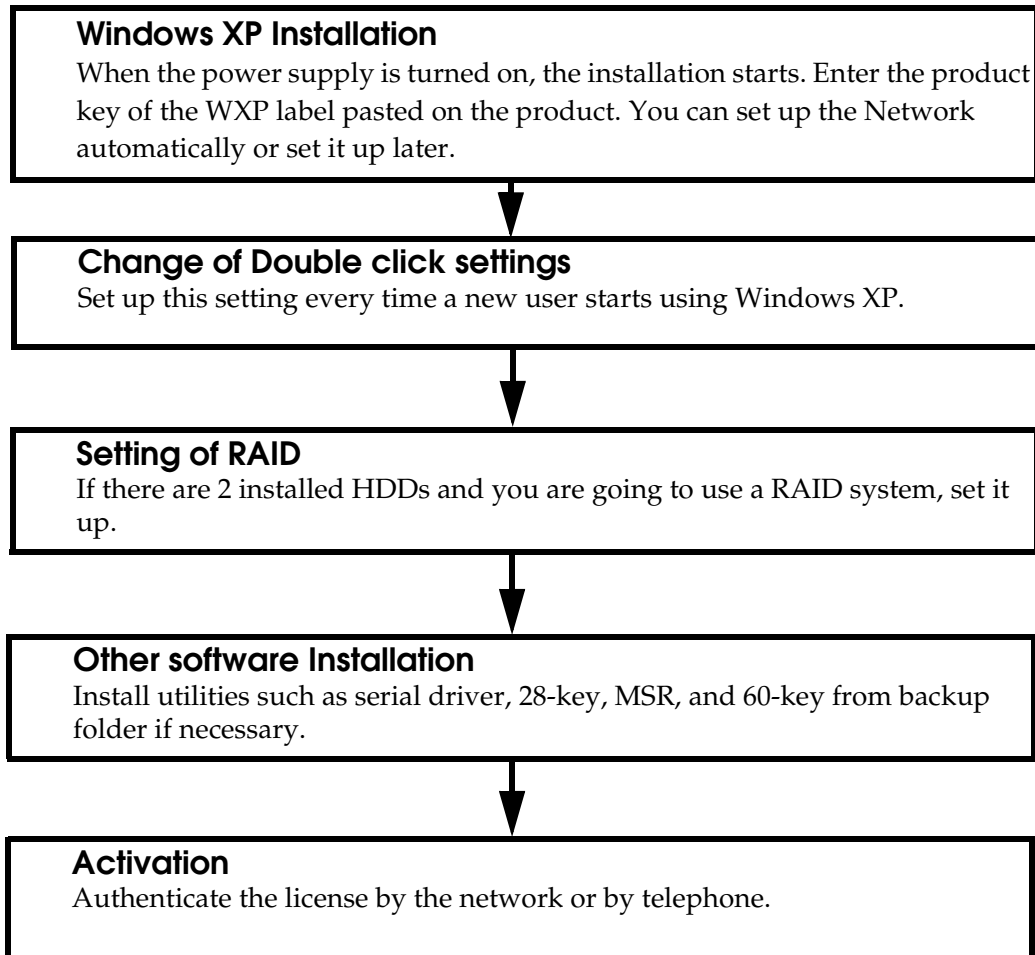 Windows XP Installation
When the power supply is turned on, the installation starts. Enter the product
key of the WXP label pasted on the product. You can set up the Network
automatically or set it up later.
Change of Double click settings
Set up this setting every time a new user starts using Windows XP.
Setting of RAID
If there are 2 installed HDDs and you are going to use a RAID system, set it
up.
Other software Installation
Install utilities such as serial driver, 28-key, MSR, and 60-key from backup
folder if necessary.
Activation
Authenticate the license by the network or by telephone.